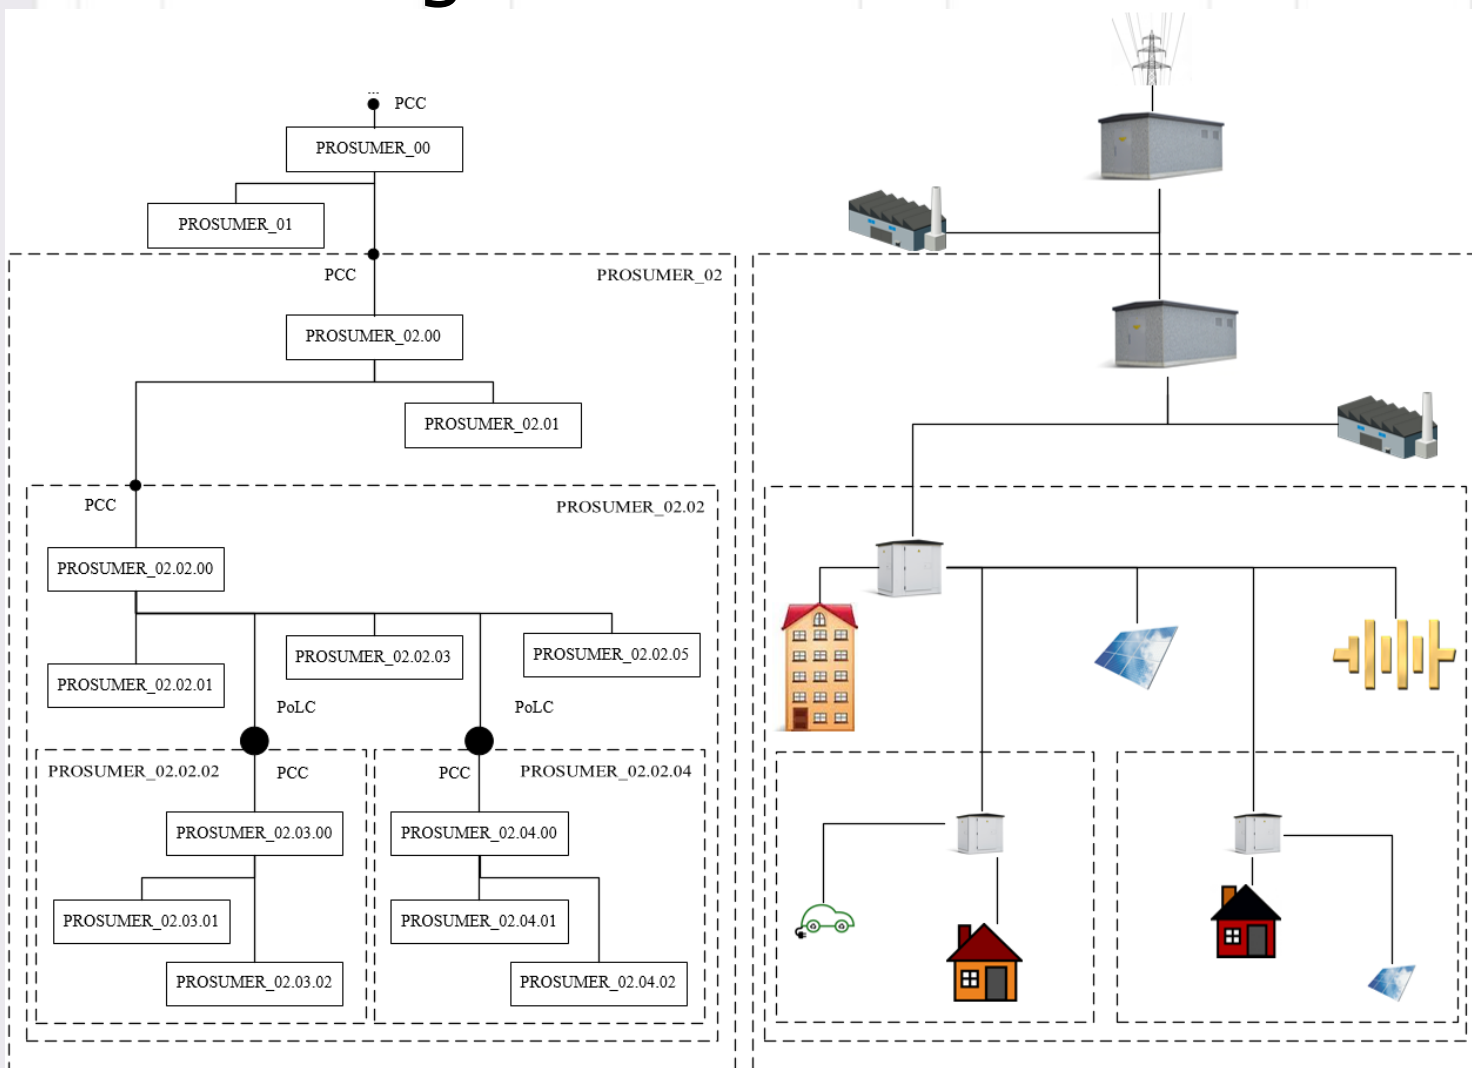 ...
PCC
PROSUMER_00
PROSUMER_01
PCC
PROSUMER_02
PROSUMER_02.00
PROSUMER_02.01
PCC
PROSUMER_02.02
PROSUMER_02.02.00
PROSUMER_02.02.01
PROSUMER_02.02.03
PROSUMER_02.02.05
PoLC
PoLC
PROSUMER_02.02.02
PCC
PCC
PROSUMER_02.02.04
PROSUMER_02.03.00
PROSUMER_02.04.00
PROSUMER_02.03.01
PROSUMER_02.04.01
PROSUMER_02.03.02
PROSUMER_02.04.02